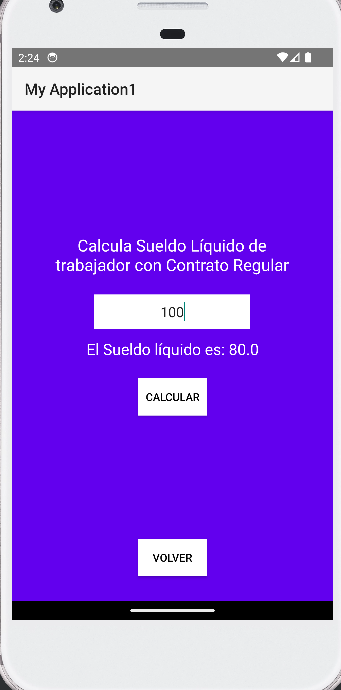 2:24
My Application1
Calcula Sueldo Líquido de
trabajador con Contrato Regular
100
El Sueldo líquido es: 80.0
CALCULAR
VOLVER